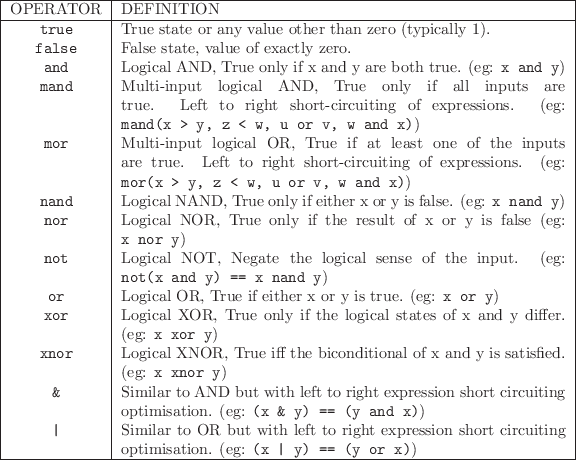 OPERATOR DEFINITION
true True state or any value other than zero (typically 1).
false False state, value of exactly zero.
and Logical AND, True only if x and y are both true. (eg: x and y)
mand Multi-input logical AND, True only if all inputs are
true. Left to right short-circuiting of expressions. (eg:
mand(x > y, z < w, u or v, w and x))
mor Multi-input logical OR, True if at least one of the inputs
are true. Left to right short-circuiting of expressions. (eg:
mor(x > y, z < w, u or v, w and x))
nand Logical NAND, True only if either x or y is false. (eg: x nand y)
nor Logical NOR, True only if the result of x or y is false (eg:
x nor y)
not Logical NOT, Negate the logical sense of the input. (eg:
not(x and y) == x nand y)
or Logical OR, True if either x or y is true. (eg: x or y)
xor Logical XOR, True only if the logical states of x and y differ.
(eg: x xor y)
xnor Logical XNOR, True iff the biconditional of x and y is satisfied.
(eg: x xnor y)
& Similar to AND but with left to right expression short circuiting
optimisation. (eg: (x & y) == (y and x))
| Similar to OR but with left to right expression short circuiting
optimisation. (eg: (x | y) == (y or x))